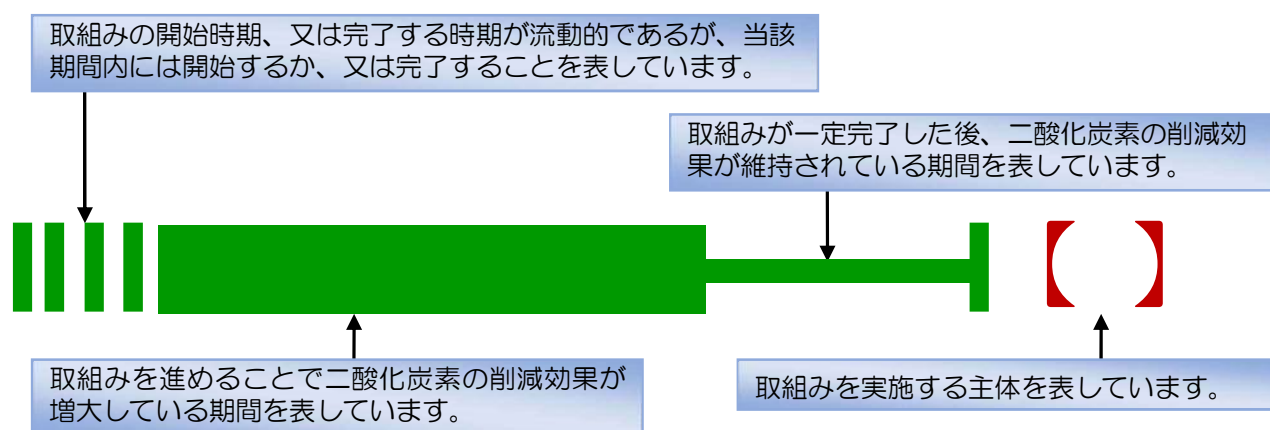 取組みの開始時期、又は完了する時期が流動的であるが、当該
期間内には開始するか、又は完了することを表しています。
取組みが一定完了した後、二酸化炭素の削減効
果が維持されている期間を表しています。
取組みを進めることで二酸化炭素の削減効果が
増大している期間を表しています。
取組みを実施する主体を表しています。